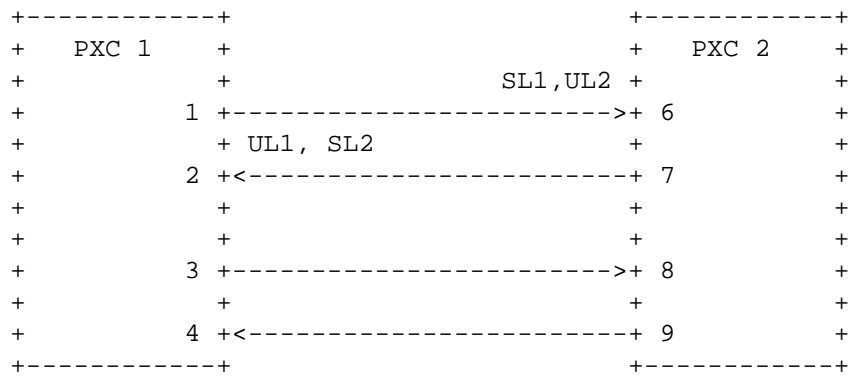 +-------------+                         +-------------+
+   PXC 1     +                         +   PXC 2     +
+             +                 SL1,UL2 +             +
+           1 +------------------------>+ 6           +
+             + UL1, SL2                +             +
+           2 +<------------------------+ 7           +
+             +                         +             +
+             +                         +             +
+           3 +------------------------>+ 8           +
+             +                         +             +
+           4 +<------------------------+ 9           +
+-------------+                         +-------------+